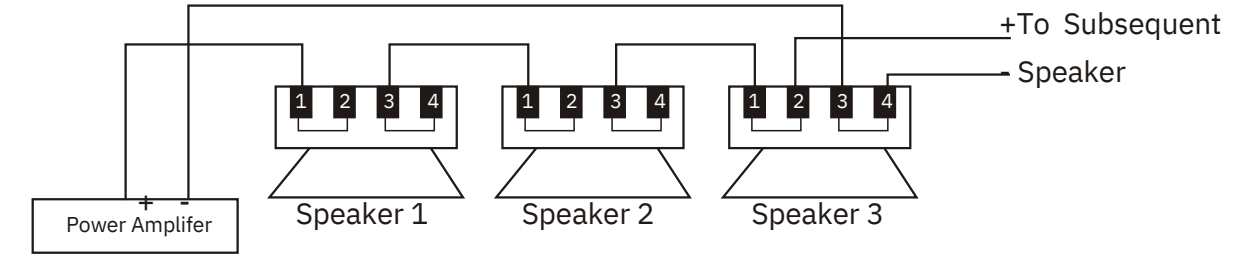 +To Subsequent
- Speaker
1 2 3 4
1 2 3 4
1 2 3 4
+ -
Power Amplifer
Speaker 1
Speaker 2
Speaker 3